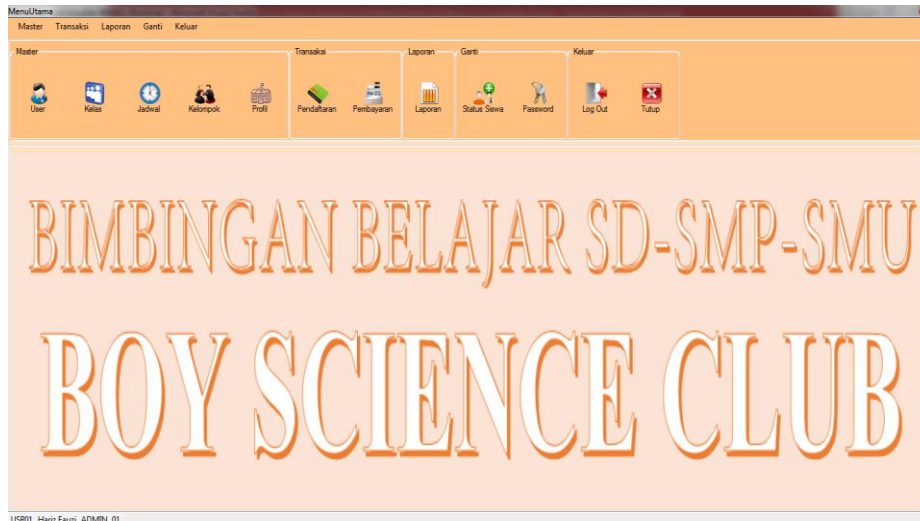 MenuUtama
Master Transaksi Laporan Ganti Keluar
Master Transaksi Laporan Ganti Keluar
User Kelas Jadwal Kelompok Profil Pendaftaran Pembayaran Laporan Status Siswa Password Log Out Tutup
BIMBINGAN BELAJAR SD-SMP-SMU
BOY SCIENCE CLUB
USR01 Hariz Fauzi ADMIN 01